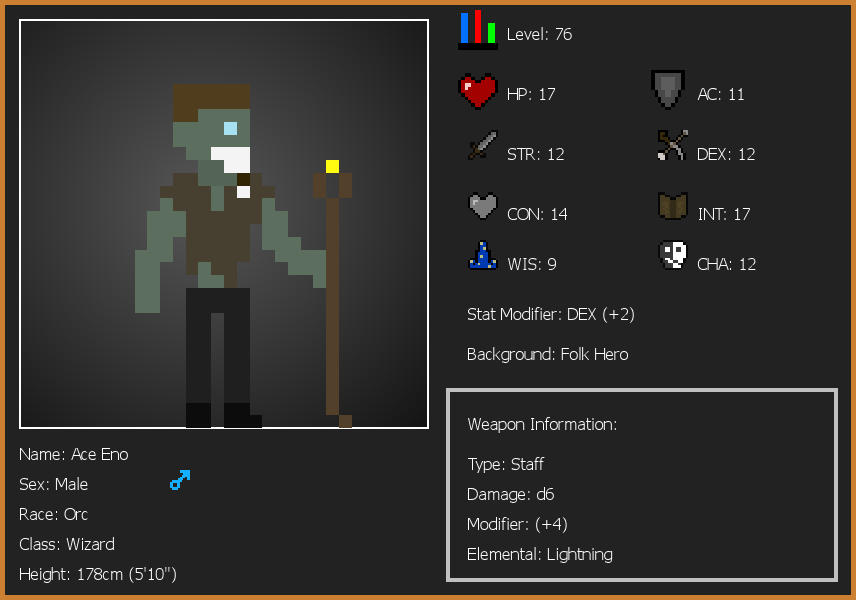 Level: 76
HP: 17
AC: 11
STR: 12
DEX: 12
CON: 14
INT: 17
WIS: 9
CHA: 12
Stat Modifier: DEX (+2)
Background: Folk Hero
Weapon Information:
Type: Staff
Damage: d6
Modifier: (+4)
Elemental: Lightning
Name: Ace Eno
Sex: Male
Race: Orc
Class: Wizard
Height: 178cm (5'10")